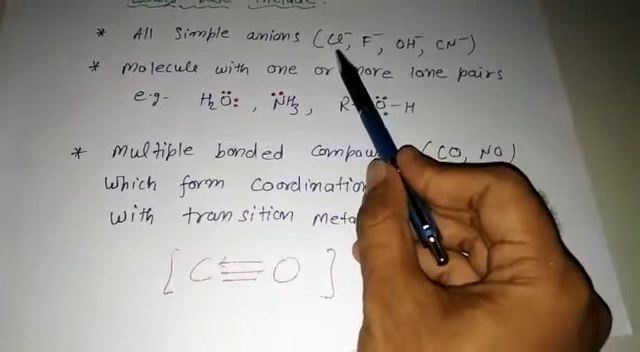 * All Simple anions (Cl⁻, F⁻, OH⁻, CN⁻)
* Molecule with one or more lone pairs
e.g- H₂Ö:, N̈H₃, R Ö-H
* Multiple bonded Compou (CO, NO)
Which form Coordination
with transition meta
[C≡O]